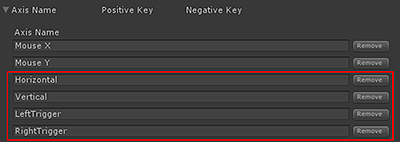 Axis Name Positive Key Negative Key
Axis Name
Mouse X Remove
Mouse Y Remove
Horizontal Remove
Vertical Remove
LeftTrigger Remove
RightTrigger Remove